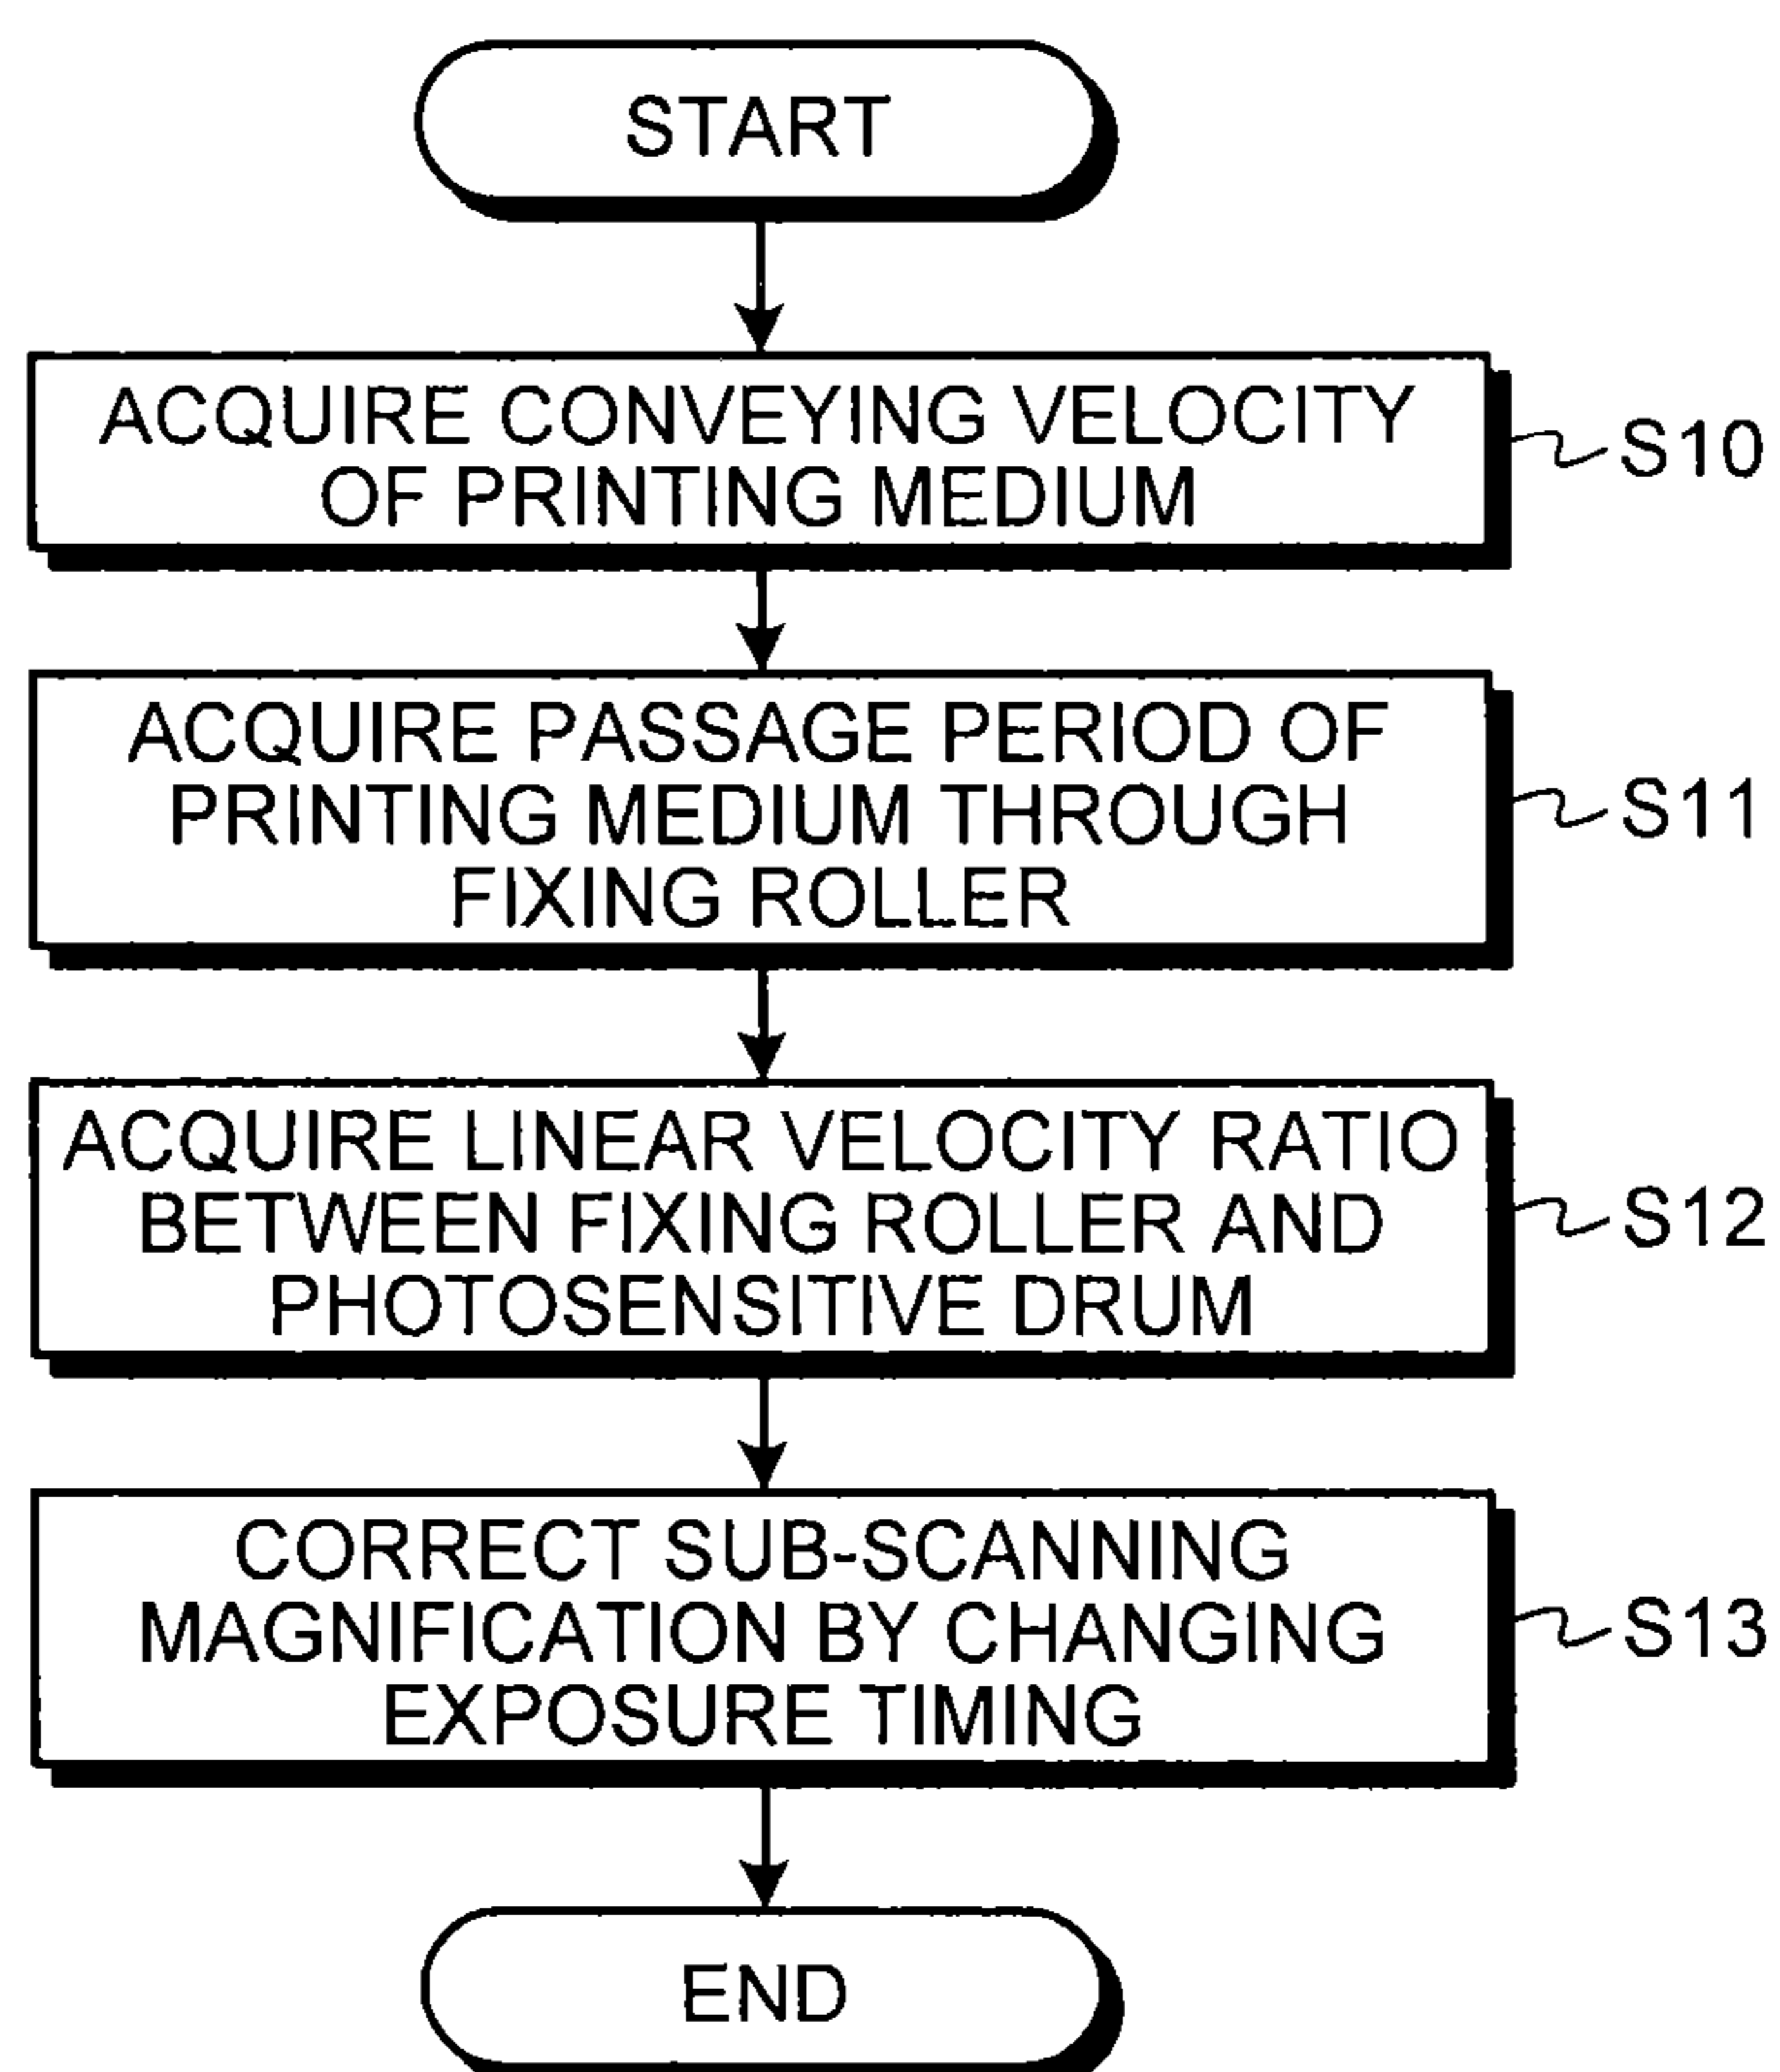 START
ACQUIRE CONVEYING VELOCITY
OF PRINTING MEDIUM
S10
ACQUIRE PASSAGE PERIOD OF
PRINTING MEDIUM THROUGH
FIXING ROLLER
S11
ACQUIRE LINEAR VELOCITY RATIO
BETWEEN FIXING ROLLER AND
PHOTOSENSITIVE DRUM
S12
CORRECT SUB-SCANNING
MAGNIFICATION BY CHANGING
EXPOSURE TIMING
S13
END